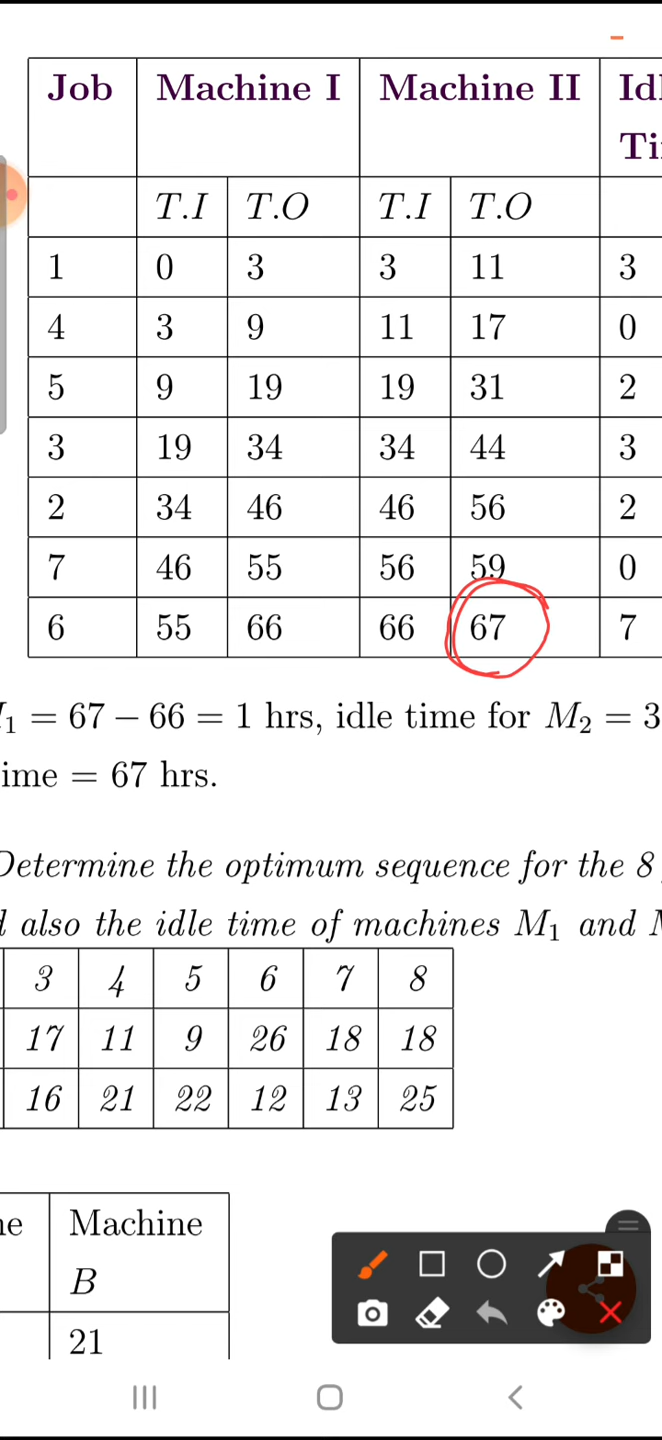 Job Machine I Machine II Idl
Ti
T.I T.O T.I T.O
1 0 3 3 11 3
4 3 9 11 17 0
5 9 19 19 31 2
3 19 34 34 44 3
2 34 46 46 56 2
7 46 55 56 59 0
6 55 66 66 67 7
1 = 67 − 66 = 1 hrs, idle time for M₂ = 3
ime = 67 hrs.
Determine the optimum sequence for the 8
also the idle time of machines M₁ and
3 4 5 6 7 8
17 11 9 26 18 18
16 21 22 12 13 25
ne Machine
B
21